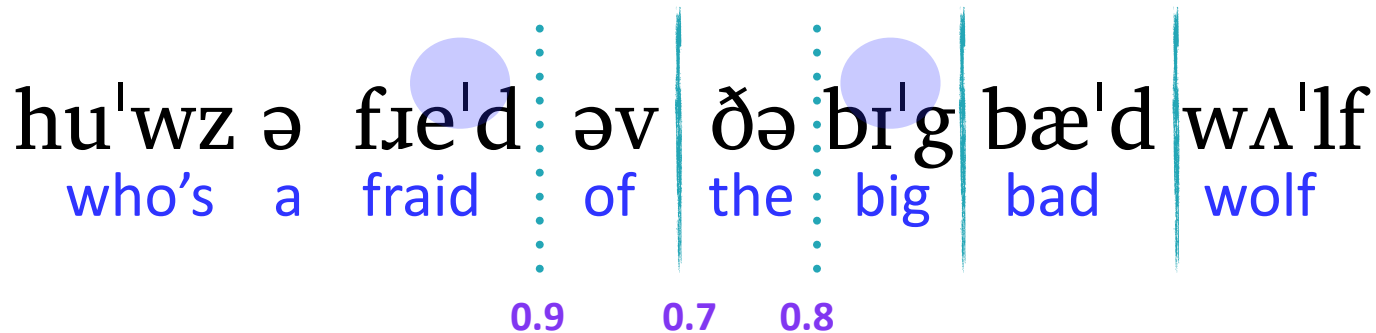 huˈwz ə fɹeˈd əv ðə bɪˈg bæˈd wʌˈlf
who’s a fraid of the big bad wolf
0.9 0.7 0.8